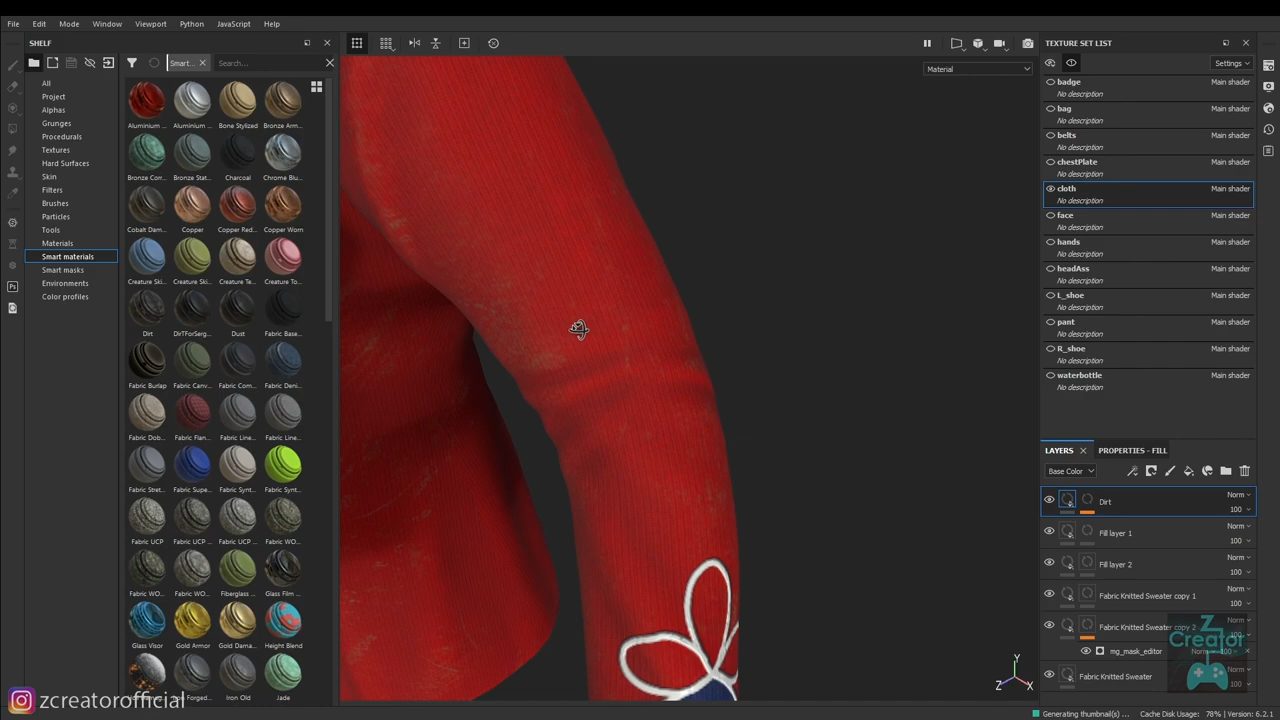 File Edit Mode Window Viewport Python JavaScript Help
SHELF
Smart...
Search...
All
Project
Alphas
Grunges
Procedurals
Textures
Hard Surfaces
Skin
Filters
Brushes
Particles
Tools
Materials
Smart materials
Smart masks
Environments
Color profiles
Aluminium ... Aluminium ... Bone Stylized Bronze Arm...
Bronze Cor... Bronze Stat... Charcoal Chrome Blu...
Cobalt Dam... Copper Copper Red... Copper Worn
Creature Ski... Creature Ski... Creature Te... Creature To...
Dirt DirTForSerg... Dust Fabric Base...
Fabric Burlap Fabric Canv... Fabric Com... Fabric Deni...
Fabric Dob... Fabric Flan... Fabric Line... Fabric Line...
Fabric Stret... Fabric Supe... Fabric Synt... Fabric Synt...
Fabric UCP Fabric UCP ... Fabric UCP ... Fabric WO...
Fabric WO... Fabric WO... Fiberglass ... Glass Film ...
Glass Visor Gold Armor Gold Dama... Height Blend
Forged... Iron Old Jade
zcreatorofficial
Material
Y
Z X
TEXTURE SET LIST
Settings
badge Main shader
No description
bag Main shader
No description
belts Main shader
No description
chestPlate Main shader
No description
cloth Main shader
No description
face Main shader
No description
hands Main shader
No description
headAss Main shader
No description
L_shoe Main shader
No description
pant Main shader
No description
R_shoe Main shader
No description
waterbottle Main shader
No description
LAYERS PROPERTIES - FILL
Base Color
Dirt Norm 100
Fill layer 1 Norm 100
Fill layer 2 Norm 100
Fabric Knitted Sweater copy 1 Norm 100
Fabric Knitted Sweater copy 2 Norm 100
mg_mask_editor Norm 100
Fabric Knitted Sweater Norm 100
Z
Creator
Ps
Generating thumbnail(s) ... Cache Disk Usage: 78% | Version: 6.2.1